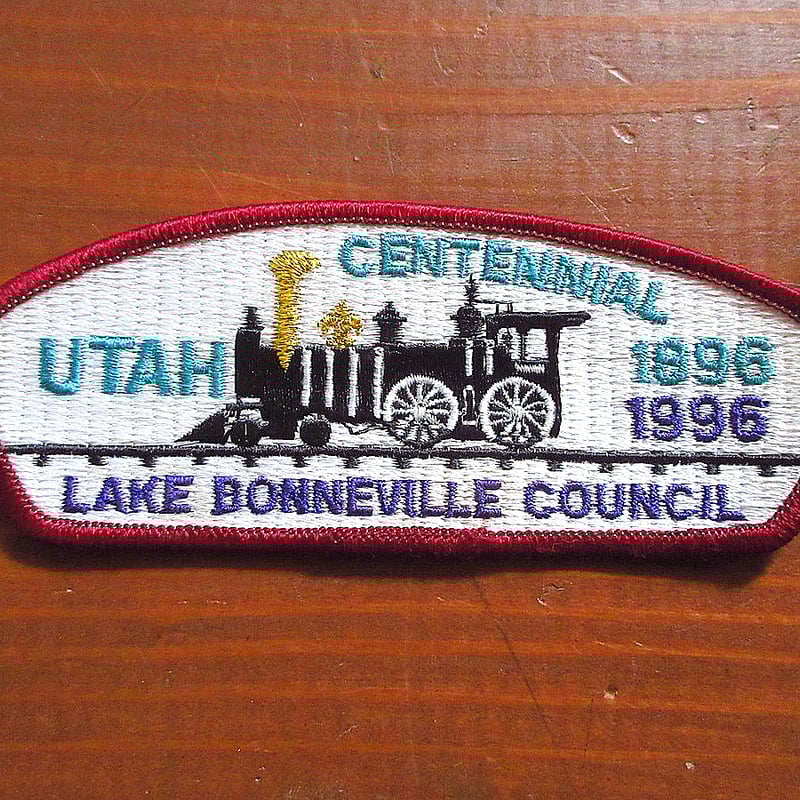 CENTENNIAL
UTAH 1896
1996
LAKE BONNEVILLE COUNCIL